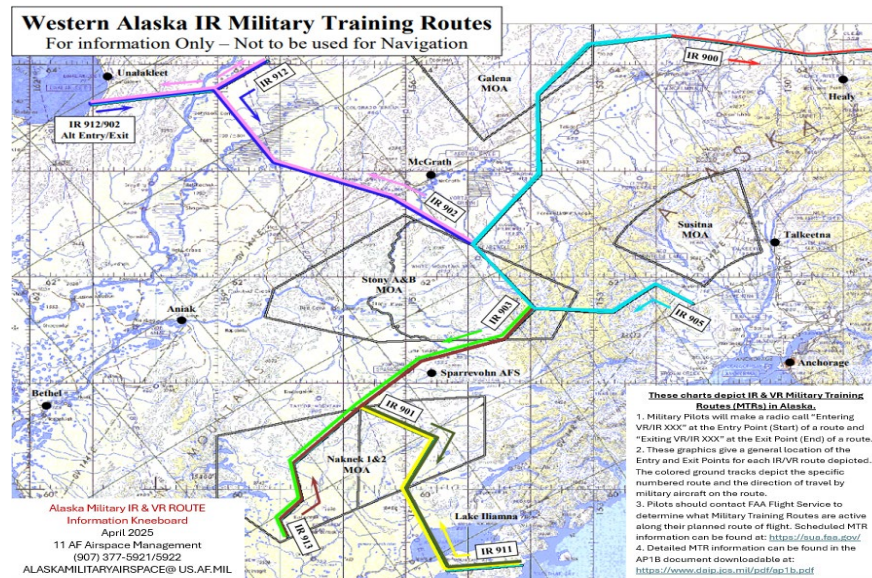 Western Alaska IR Military Training Routes
For information Only – Not to be used for Navigation
Unalakleet
IR 912
Galena
MOA
IR 900
Healy
IR 912/902
Alt Entry/Exit
McGrath
IR 902
ALASKA
Susitna
MOA
Talkeetna
Stony A&B
MOA
IR 903
IR 905
Aniak
Anchorage
Sparrevohn AFS
Bethel
IR 901
Naknek 1&2
MOA
Lake Iliamna
IR 913
IR 911
These charts depict IR & VR Military Training
Routes (MTRs) in Alaska.
1. Military Pilots will make a radio call “Entering
VR/IR XXX” at the Entry Point (Start) of a route and
“Exiting VR/IR XXX” at the Exit Point (End) of a route.
2. These graphics give a general location of the
Entry and Exit Points for each IR/VR route depicted.
The colored ground tracks depict the specific
numbered route and the direction of travel by
military aircraft on the route.
3. Pilots should contact FAA Flight Service to
determine what Military Training Routes are active
along their planned route of flight. Scheduled MTR
information can be found at: https://sua.faa.gov/
4. Detailed MTR information can be found in the
AP1B document downloadable at:
https://www.daip.jcs.mil/pdf/ap1b.pdf
Alaska Military IR & VR ROUTE
Information Kneeboard
April 2025
11 AF Airspace Management
(907) 377-5921/5922
ALASKAMILITARYAIRSPACE@ US.AF.MIL